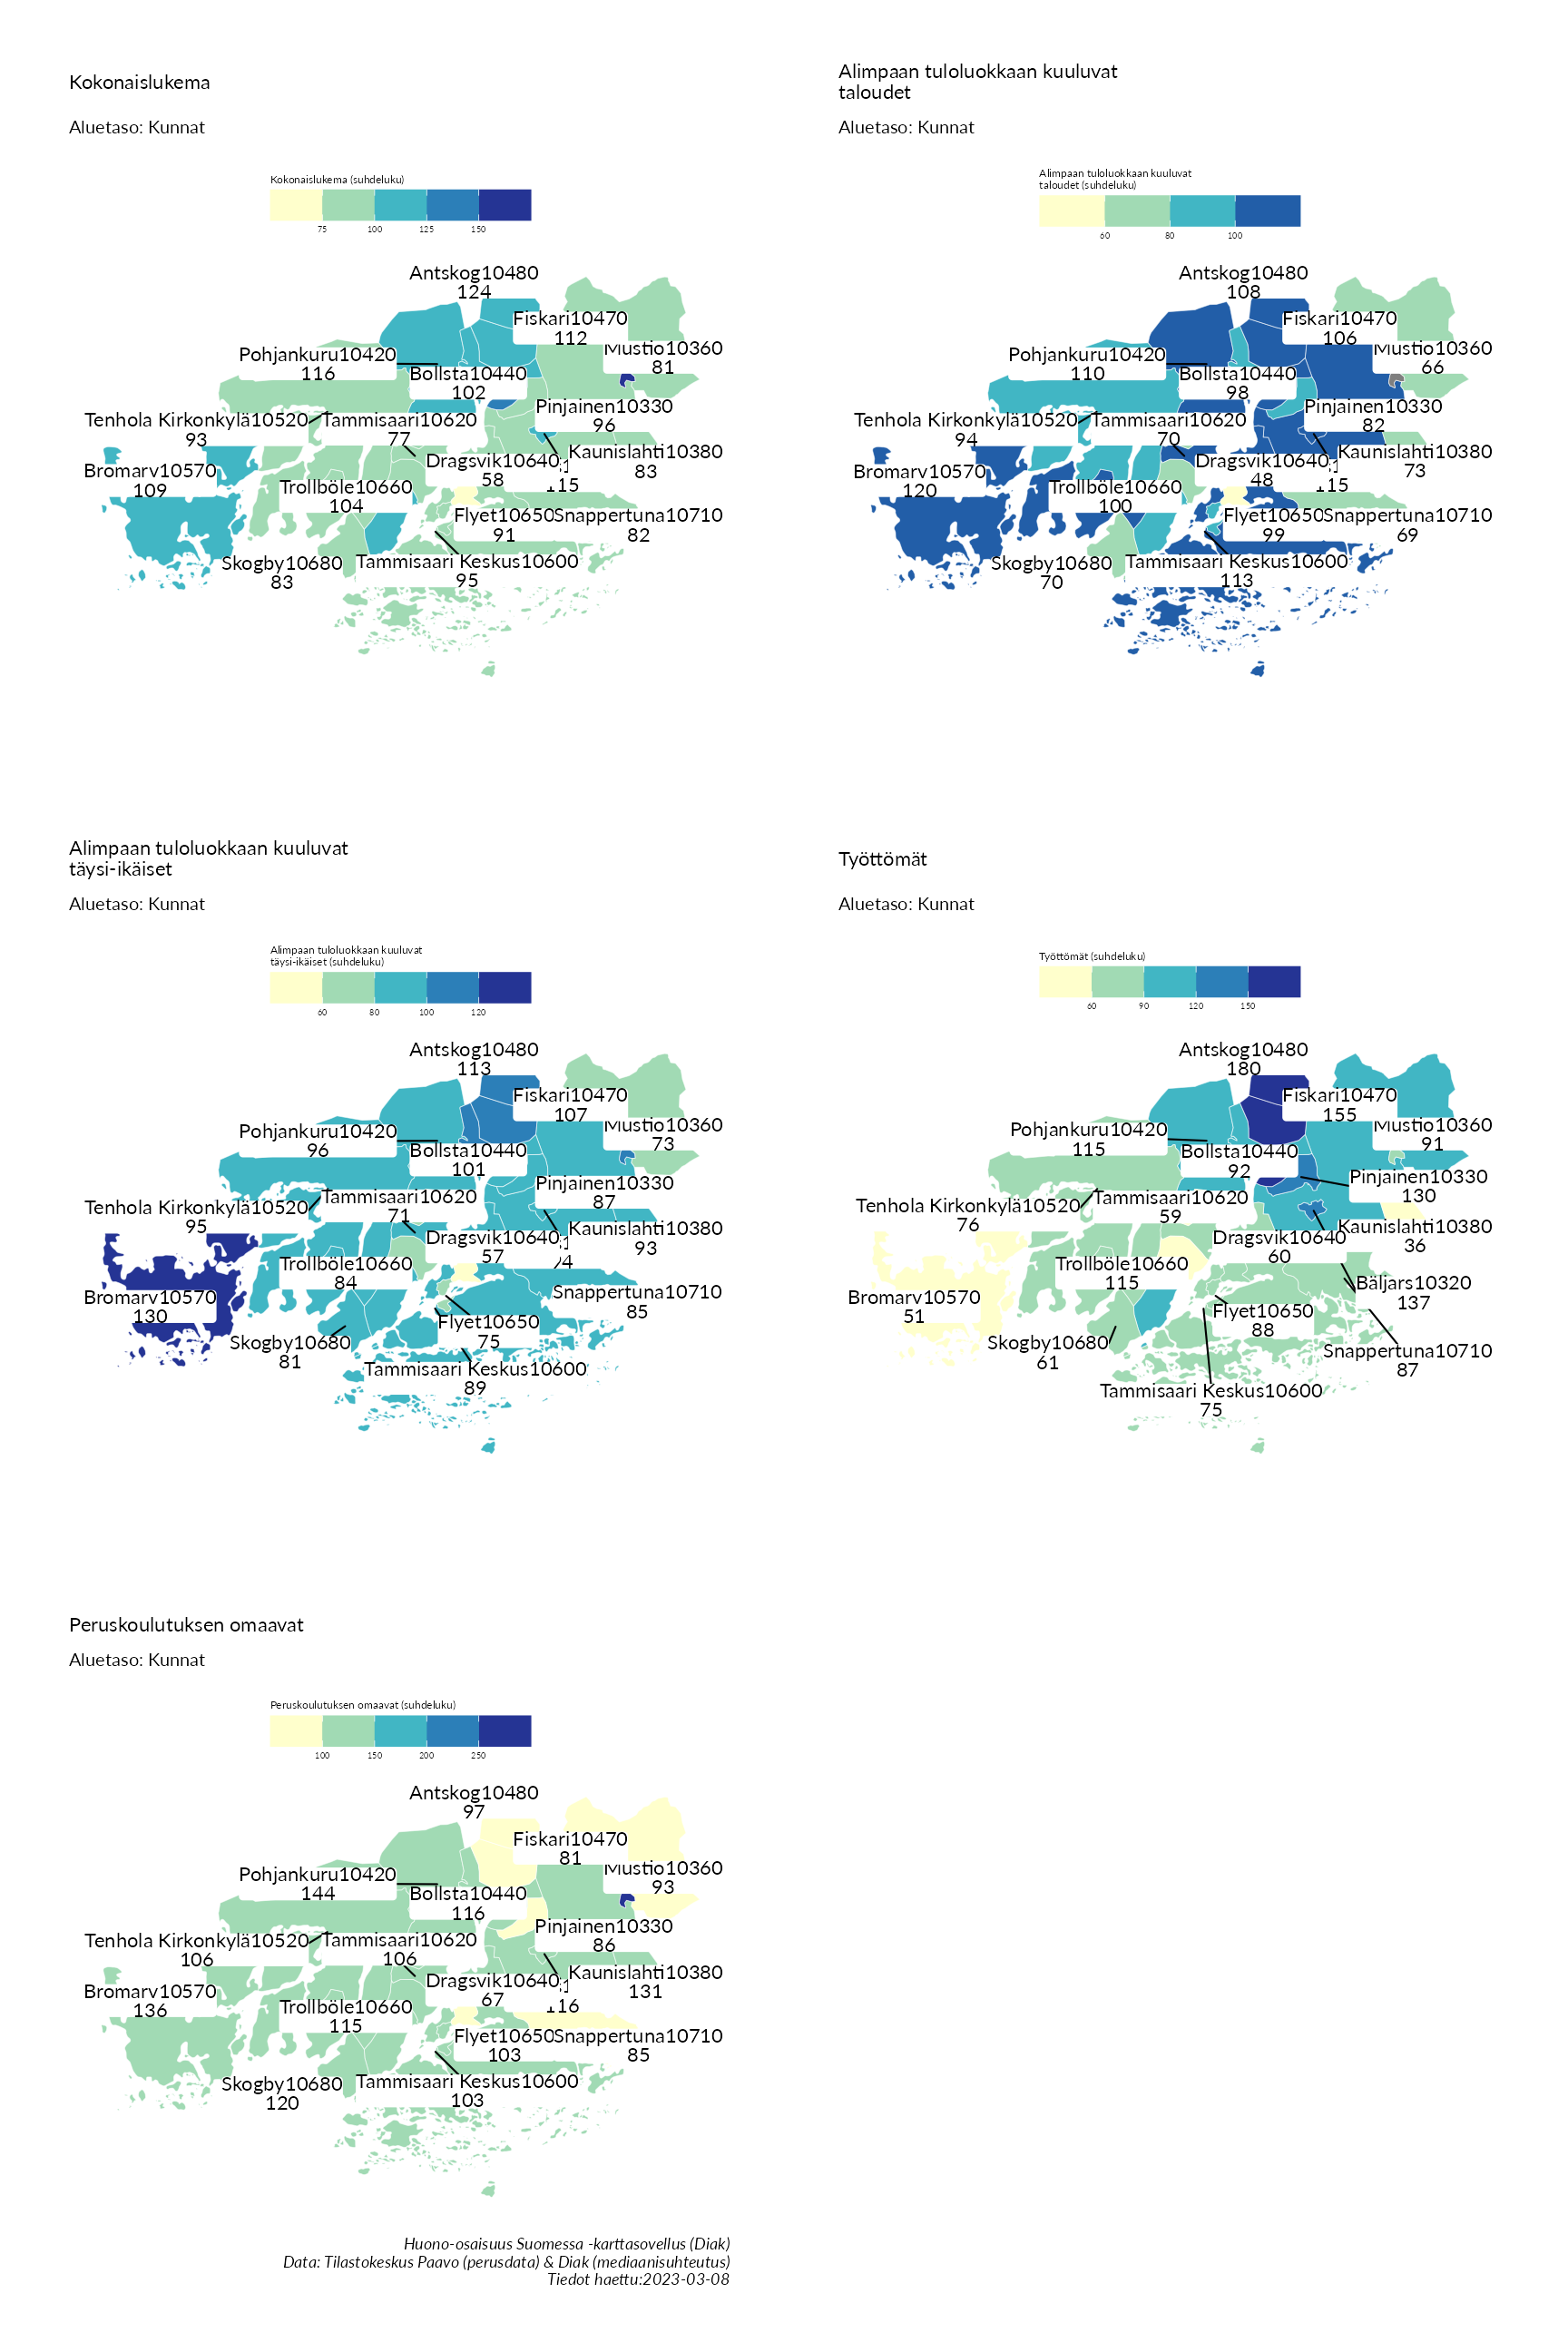 Kokonaislukema
Aluetaso: Kunnat
Kokonaislukema (suhdeluku)
75 100 125 150
Antskog10480
124
Fiskari10470
112
Mustio10360
81
Pohjankuru10420
116
Bollsta10440
102
Pinjainen10330
96
Tenhola Kirkonkylä10520
93
Tammisaari10620
77
Kaunislahti10380
83
Dragsvik10640
58
115
Bromarv10570
109
Trollböle10660
104
Flyet10650
91
Snappertuna10710
82
Skogby10680
83
Tammisaari Keskus10600
95
Alimpaan tuloluokkaan kuuluvat
taloudet
Aluetaso: Kunnat
Alimpaan tuloluokkaan kuuluvat
taloudet (suhdeluku)
60 80 100
Antskog10480
108
Fiskari10470
106
Mustio10360
66
Pohjankuru10420
110
Bollsta10440
98
Pinjainen10330
82
Tenhola Kirkonkylä10520
94
Tammisaari10620
70
Kaunislahti10380
73
Dragsvik10640
48
115
Bromarv10570
120
Trollböle10660
100
Flyet10650
99
Snappertuna10710
69
Skogby10680
70
Tammisaari Keskus10600
113
Alimpaan tuloluokkaan kuuluvat
täysi-ikäiset
Aluetaso: Kunnat
Alimpaan tuloluokkaan kuuluvat
täysi-ikäiset (suhdeluku)
60 80 100 120
Antskog10480
113
Fiskari10470
107
Mustio10360
73
Pohjankuru10420
96
Bollsta10440
101
Pinjainen10330
87
Tenhola Kirkonkylä10520
95
Tammisaari10620
71
Kaunislahti10380
93
Dragsvik10640
57
Trollböle10660
84
Bromarv10570
130
Snappertuna10710
85
Flyet10650
75
Skogby10680
81
Tammisaari Keskus10600
89
Työttömät
Aluetaso: Kunnat
Työttömät (suhdeluku)
60 90 120 150
Antskog10480
180
Fiskari10470
155
Mustio10360
91
Pohjankuru10420
115
Bollsta10440
92
Pinjainen10330
130
Tenhola Kirkonkylä10520
76
Tammisaari10620
59
Kaunislahti10380
36
Dragsvik10640
60
Trollböle10660
115
Bäljars10320
137
Bromarv10570
51
Flyet10650
88
Skogby10680
61
Snappertuna10710
87
Tammisaari Keskus10600
75
Peruskoulutuksen omaavat
Aluetaso: Kunnat
Peruskoulutuksen omaavat (suhdeluku)
100 150 200 250
Antskog10480
97
Fiskari10470
81
Mustio10360
93
Pohjankuru10420
144
Bollsta10440
116
Pinjainen10330
86
Tenhola Kirkonkylä10520
106
Tammisaari10620
106
Kaunislahti10380
131
Dragsvik10640
67
116
Bromarv10570
136
Trollböle10660
115
Flyet10650
103
Snappertuna10710
85
Skogby10680
120
Tammisaari Keskus10600
103
Huono-osaisuus Suomessa -karttasovellus (Diak)
Data: Tilastokeskus Paavo (perusdata) & Diak (mediaanisuhteutus)
Tiedot haettu:2023-03-08